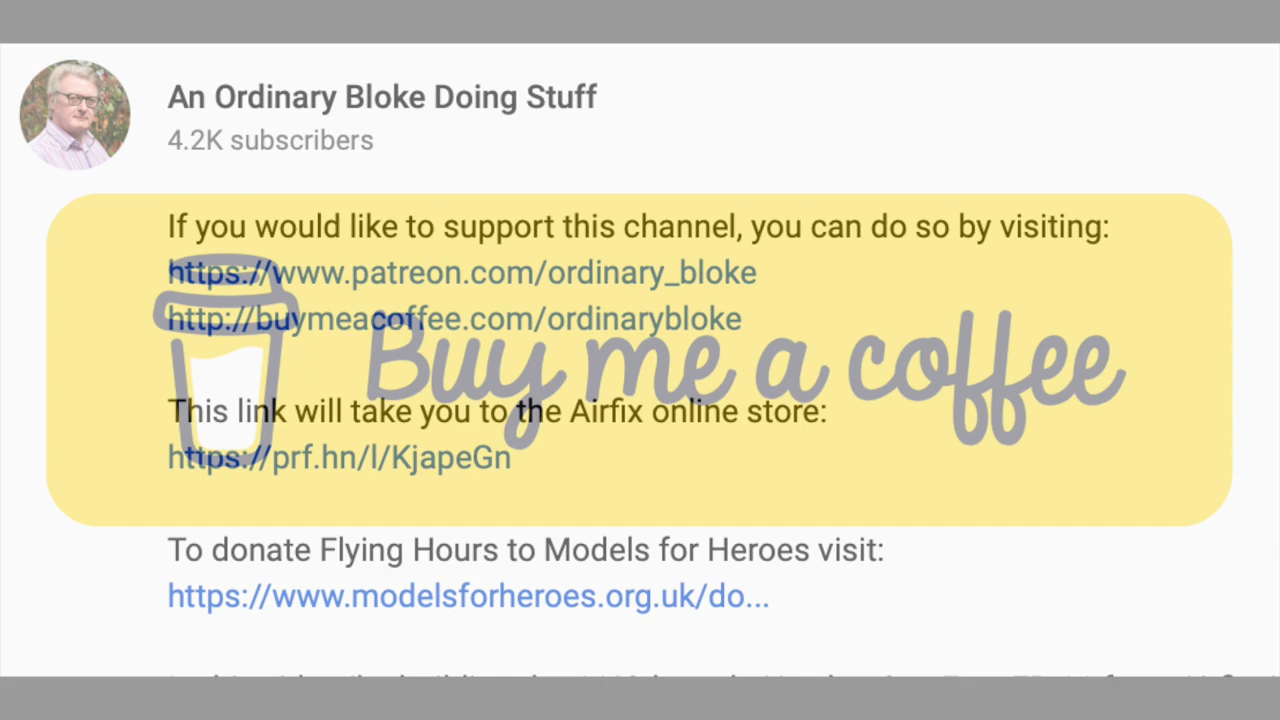 An Ordinary Bloke Doing Stuff
4.2K subscribers
If you would like to support this channel, you can do so by visiting:
https://www.patreon.com/ordinary_bloke
http://buymeacoffee.com/ordinarybloke
Buy me a coffee
This link will take you to the Airfix online store:
https://prf.hn/l/KjapeGn
To donate Flying Hours to Models for Heroes visit:
https://www.modelsforheroes.org.uk/do...